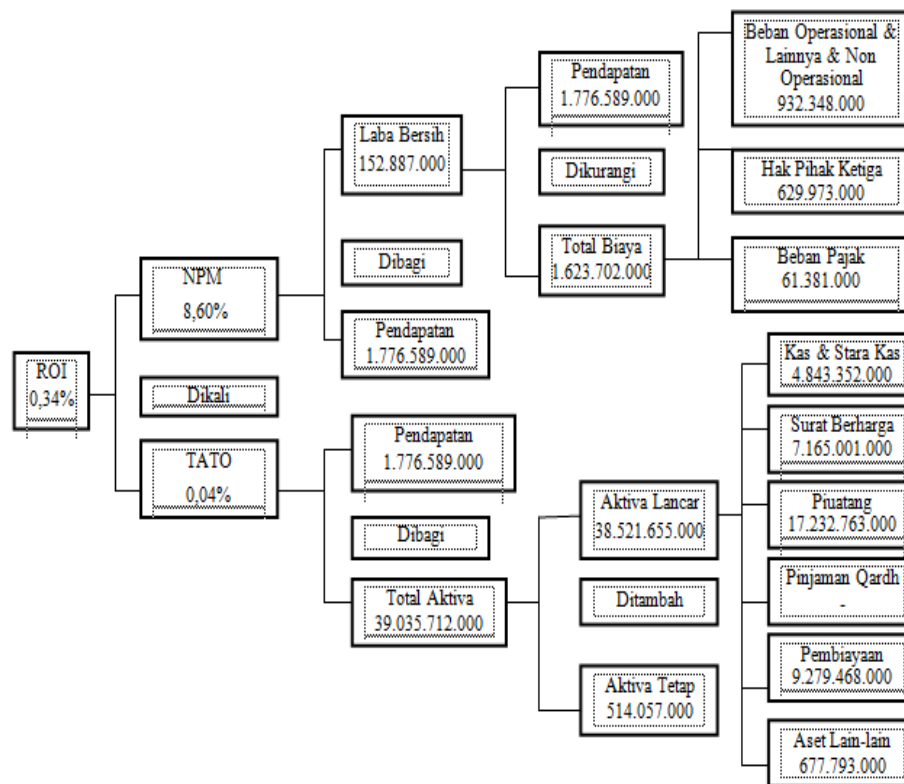 ROI
0,34%
NPM
8,60%
Dikali
TATO
0,04%
Laba Bersih
152.887.000
Dibagi
Pendapatan
1.776.589.000
Pendapatan
1.776.589.000
Dibagi
Total Aktiva
39.035.712.000
Pendapatan
1.776.589.000
Dikurangi
Total Biaya
1.623.702.000
Aktiva Lancar
38.521.655.000
Ditambah
Aktiva Tetap
514.057.000
Beban Operasional &
Lainnya & Non
Operasional
932.348.000
Hak Pihak Ketiga
629.973.000
Beban Pajak
61.381.000
Kas & Stara Kas
4.843.352.000
Surat Berharga
7.165.001.000
Piuatang
17.232.763.000
Pinjaman Qardh
-
Pembiayaan
9.279.468.000
Aset Lain-lain
677.793.000